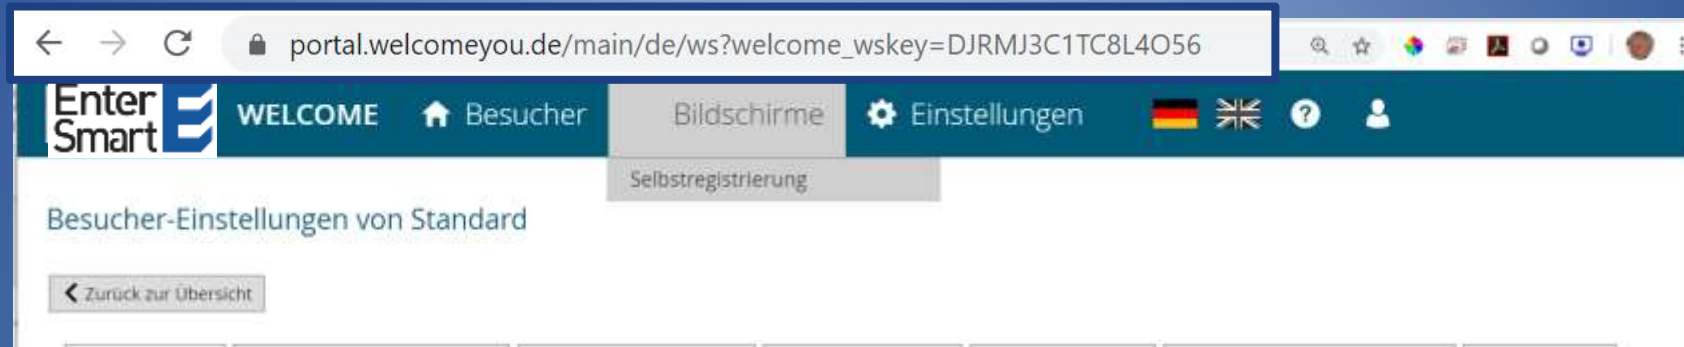 portal.welcomeyou.de/main/de/ws?welcome_wskey=DJRMJ3C1TC8L4O56
Enter
Smart
WELCOME Besucher Bildschirme Einstellungen
Selbstregistrierung
Besucher-Einstellungen von Standard
Zurück zur Übersicht